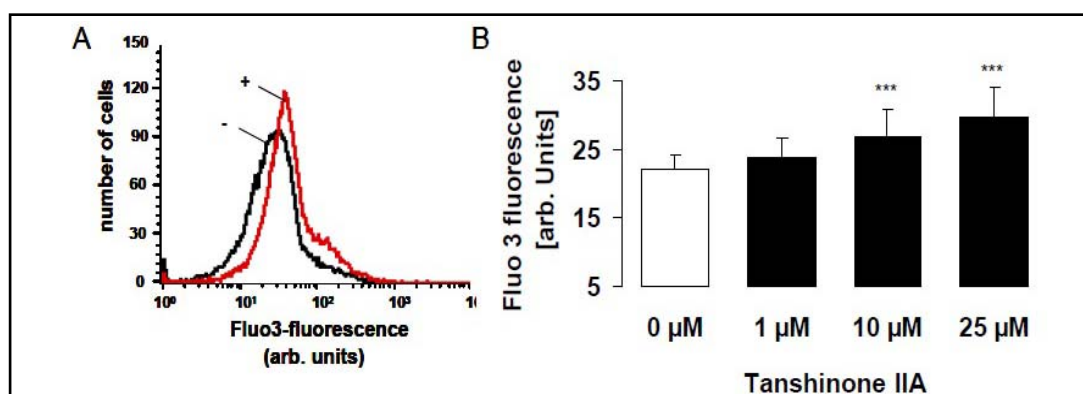 A
150
120
90
60
30
0
number of cells
+
-
10⁰
10¹
10²
10³
Fluo3-fluorescence
(arb. units)
B
Fluo 3 fluorescence
[arb. Units]
35
25
15
5
***
***
0 µM
1 µM
10 µM
25 µM
Tanshinone IIA